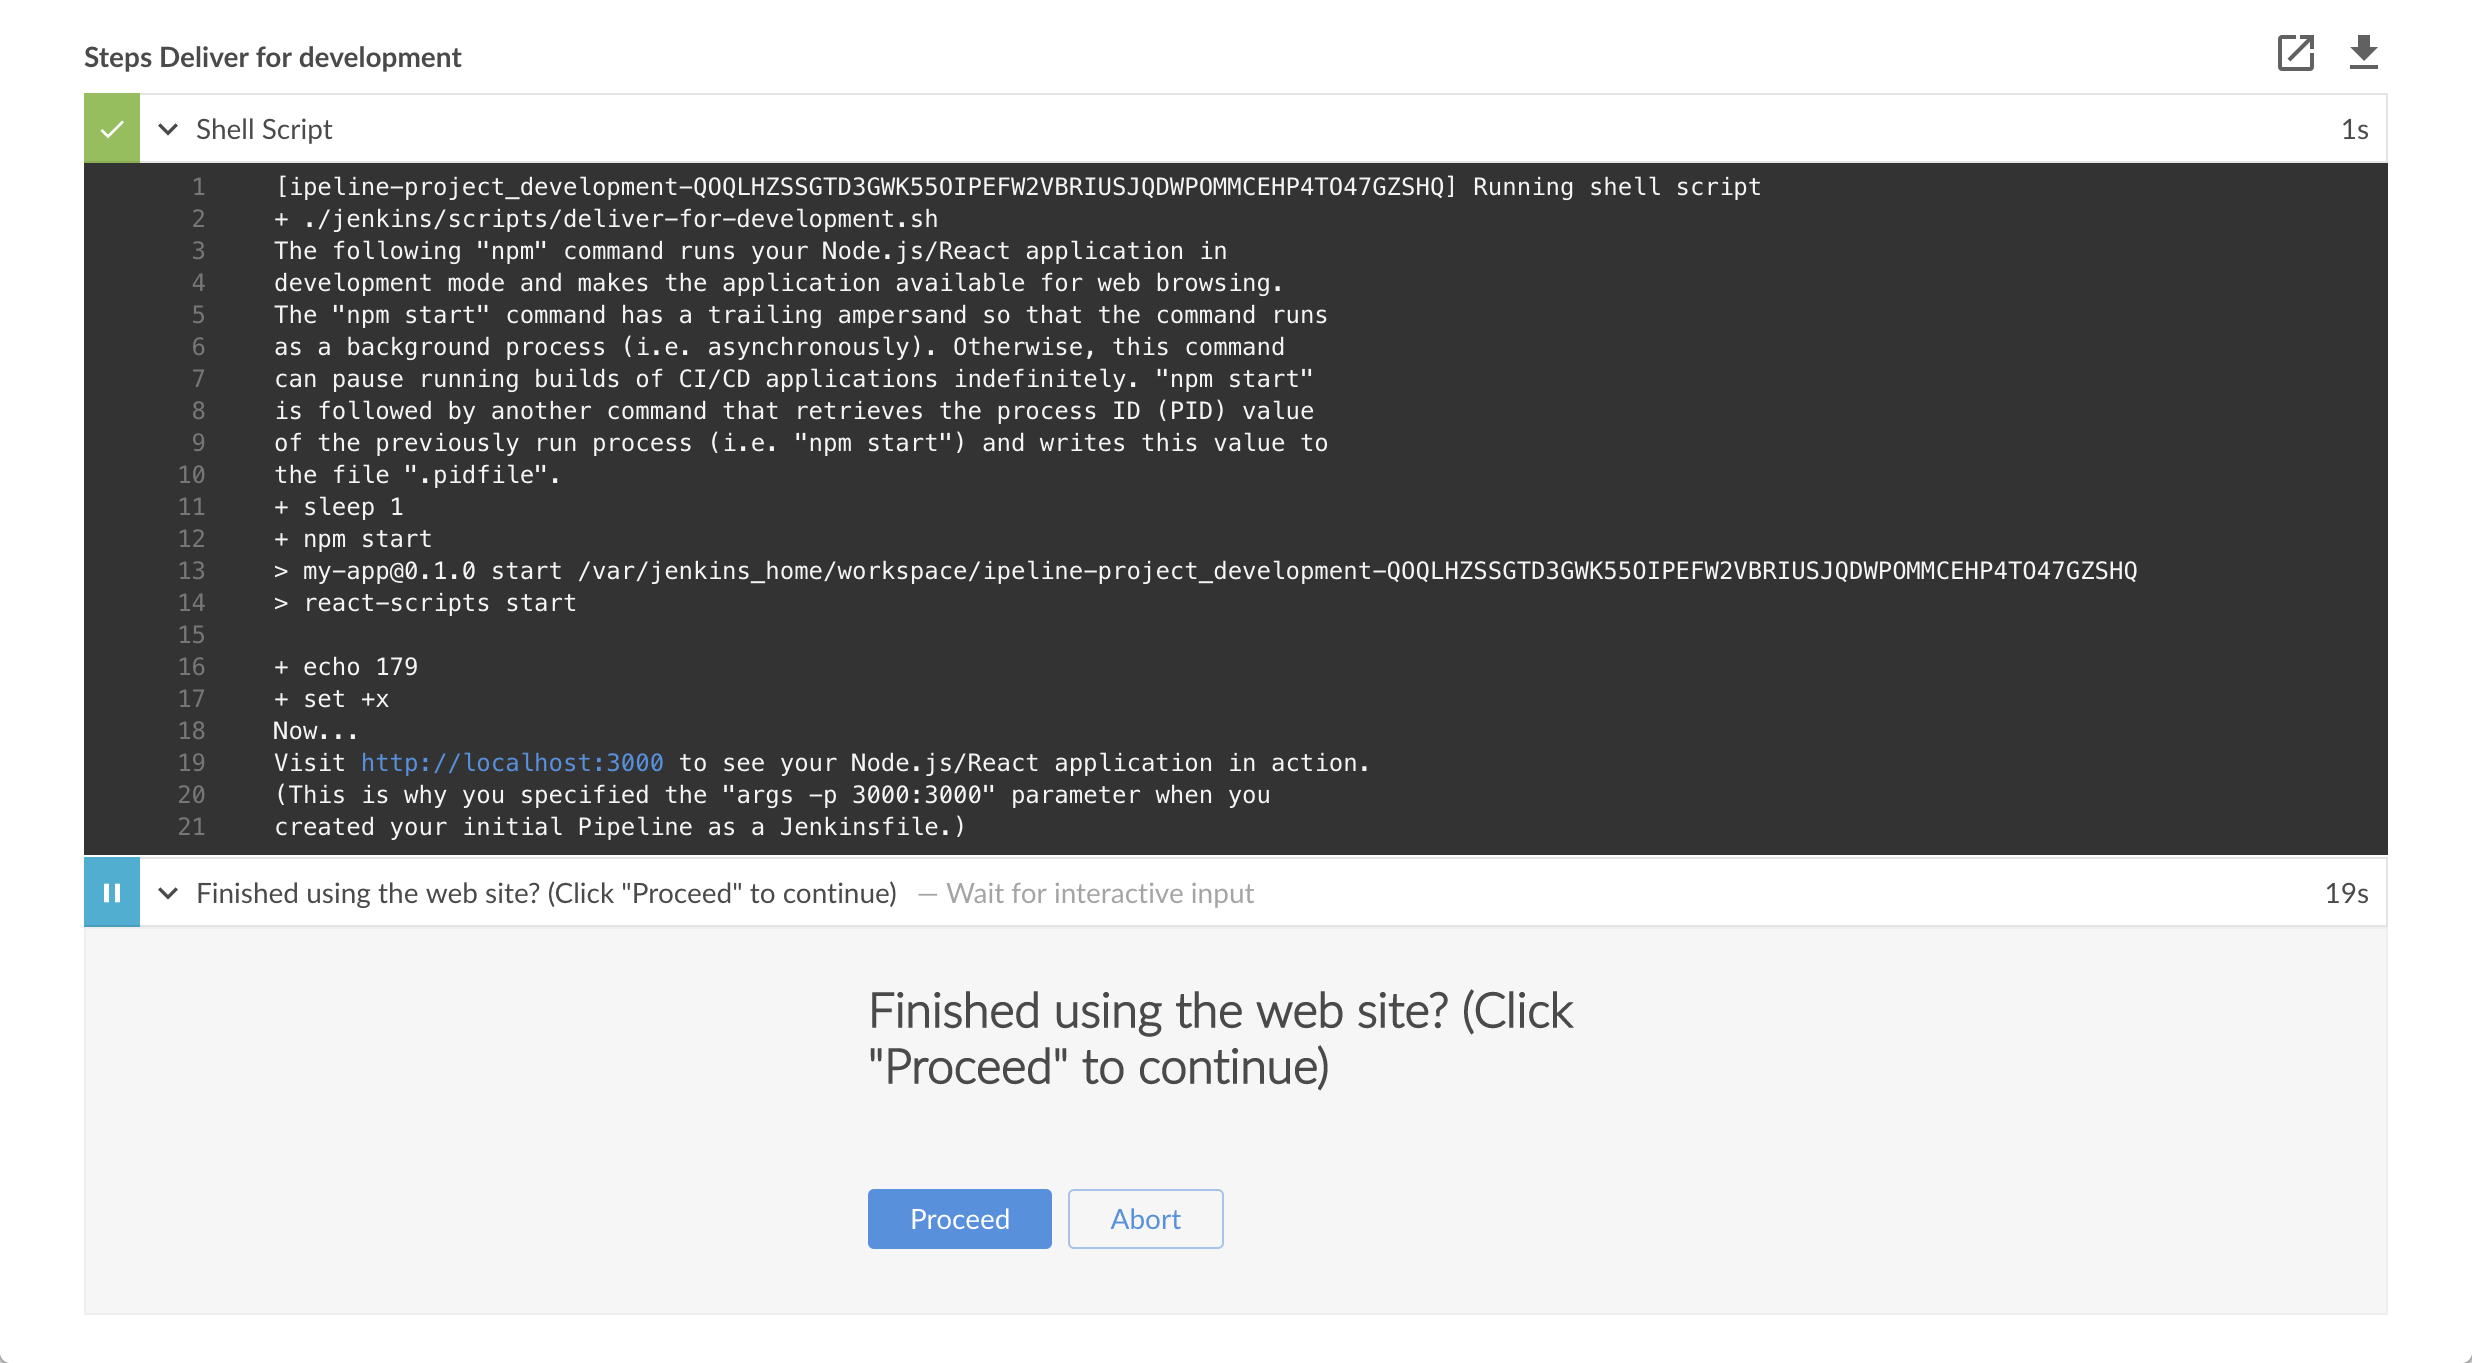 Steps Deliver for development
Shell Script 1s
1 [ipeline-project_development-QOQLHZSSGTD3GWK55OIPEFW2VBRIUSJQDWPOMMCEHP4TO47GZSHQ] Running shell script
2 + ./jenkins/scripts/deliver-for-development.sh
3 The following "npm" command runs your Node.js/React application in
4 development mode and makes the application available for web browsing.
5 The "npm start" command has a trailing ampersand so that the command runs
6 as a background process (i.e. asynchronously). Otherwise, this command
7 can pause running builds of CI/CD applications indefinitely. "npm start"
8 is followed by another command that retrieves the process ID (PID) value
9 of the previously run process (i.e. "npm start") and writes this value to
10 the file ".pidfile".
11 + sleep 1
12 + npm start
13 > my-app@0.1.0 start /var/jenkins_home/workspace/ipeline-project_development-QOQLHZSSGTD3GWK55OIPEFW2VBRIUSJQDWPOMMCEHP4TO47GZSHQ
14 > react-scripts start
15
16 + echo 179
17 + set +x
18 Now...
19 Visit http://localhost:3000 to see your Node.js/React application in action.
20 (This is why you specified the "args -p 3000:3000" parameter when you
21 created your initial Pipeline as a Jenkinsfile.)
Finished using the web site? (Click "Proceed" to continue) — Wait for interactive input 19s
Finished using the web site? (Click
"Proceed" to continue)
Proceed Abort